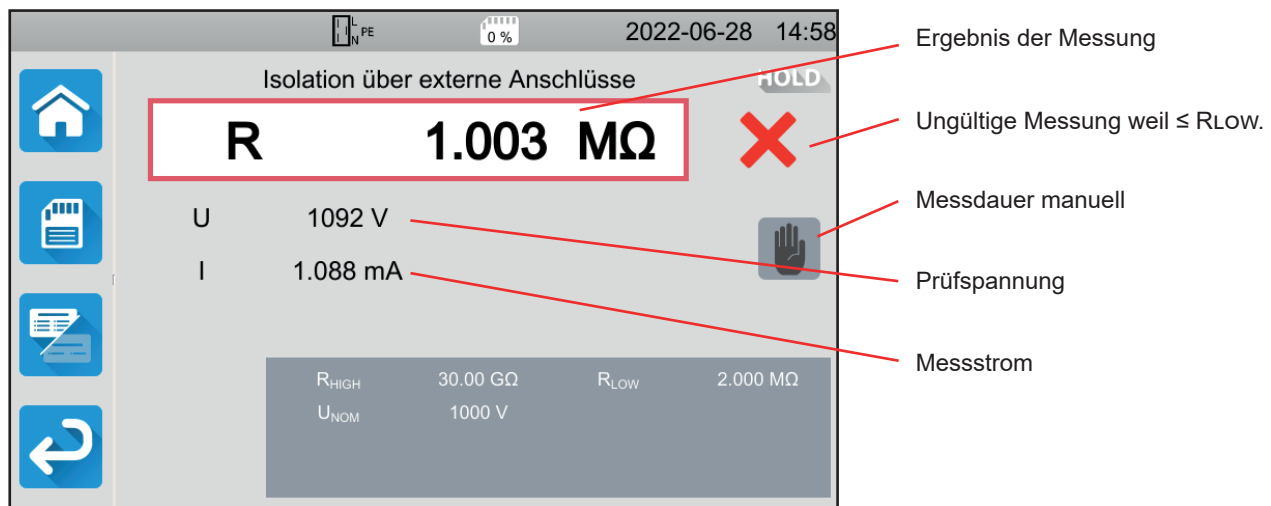 L
N PE
0 %
2022-06-28 14:58
Isolation über externe Anschlüsse
HOLD
R 1.003 MΩ
U 1092 V
I 1.088 mA
RHIGH 30.00 GΩ RLOW 2.000 MΩ
UNOM 1000 V
Ergebnis der Messung
Ungültige Messung weil ≤ RLOW.
Messdauer manuell
Prüfspannung
Messstrom